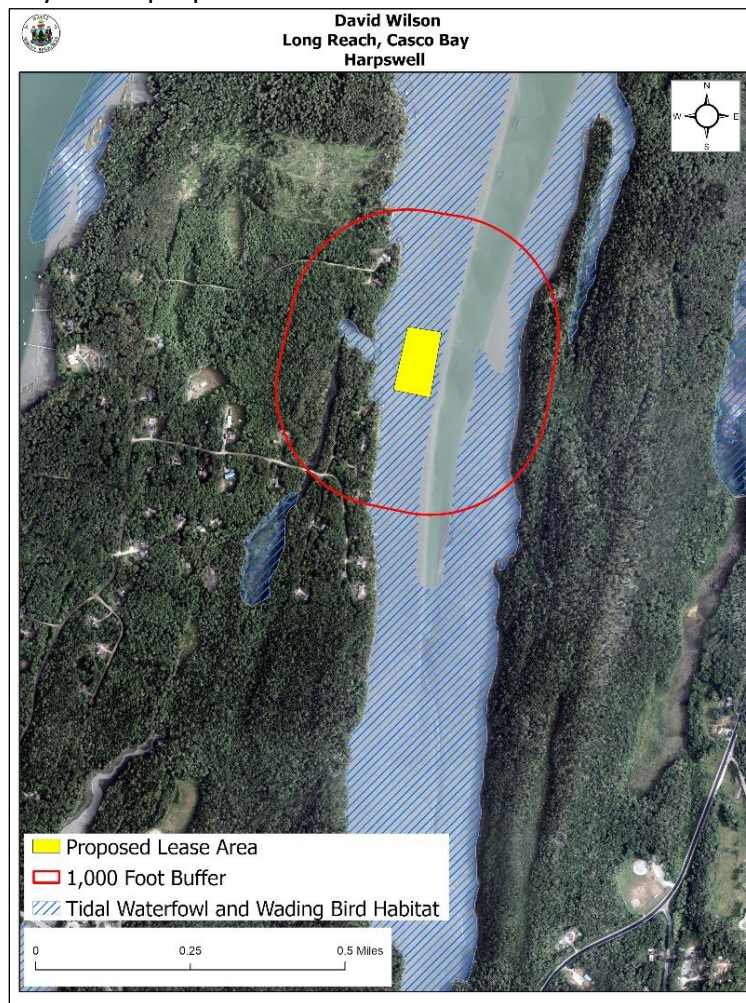 David Wilson
Long Reach, Casco Bay
Harpswell
N
W E
S
Proposed Lease Area
1,000 Foot Buffer
Tidal Waterfowl and Wading Bird Habitat
0 0.25 0.5 Miles